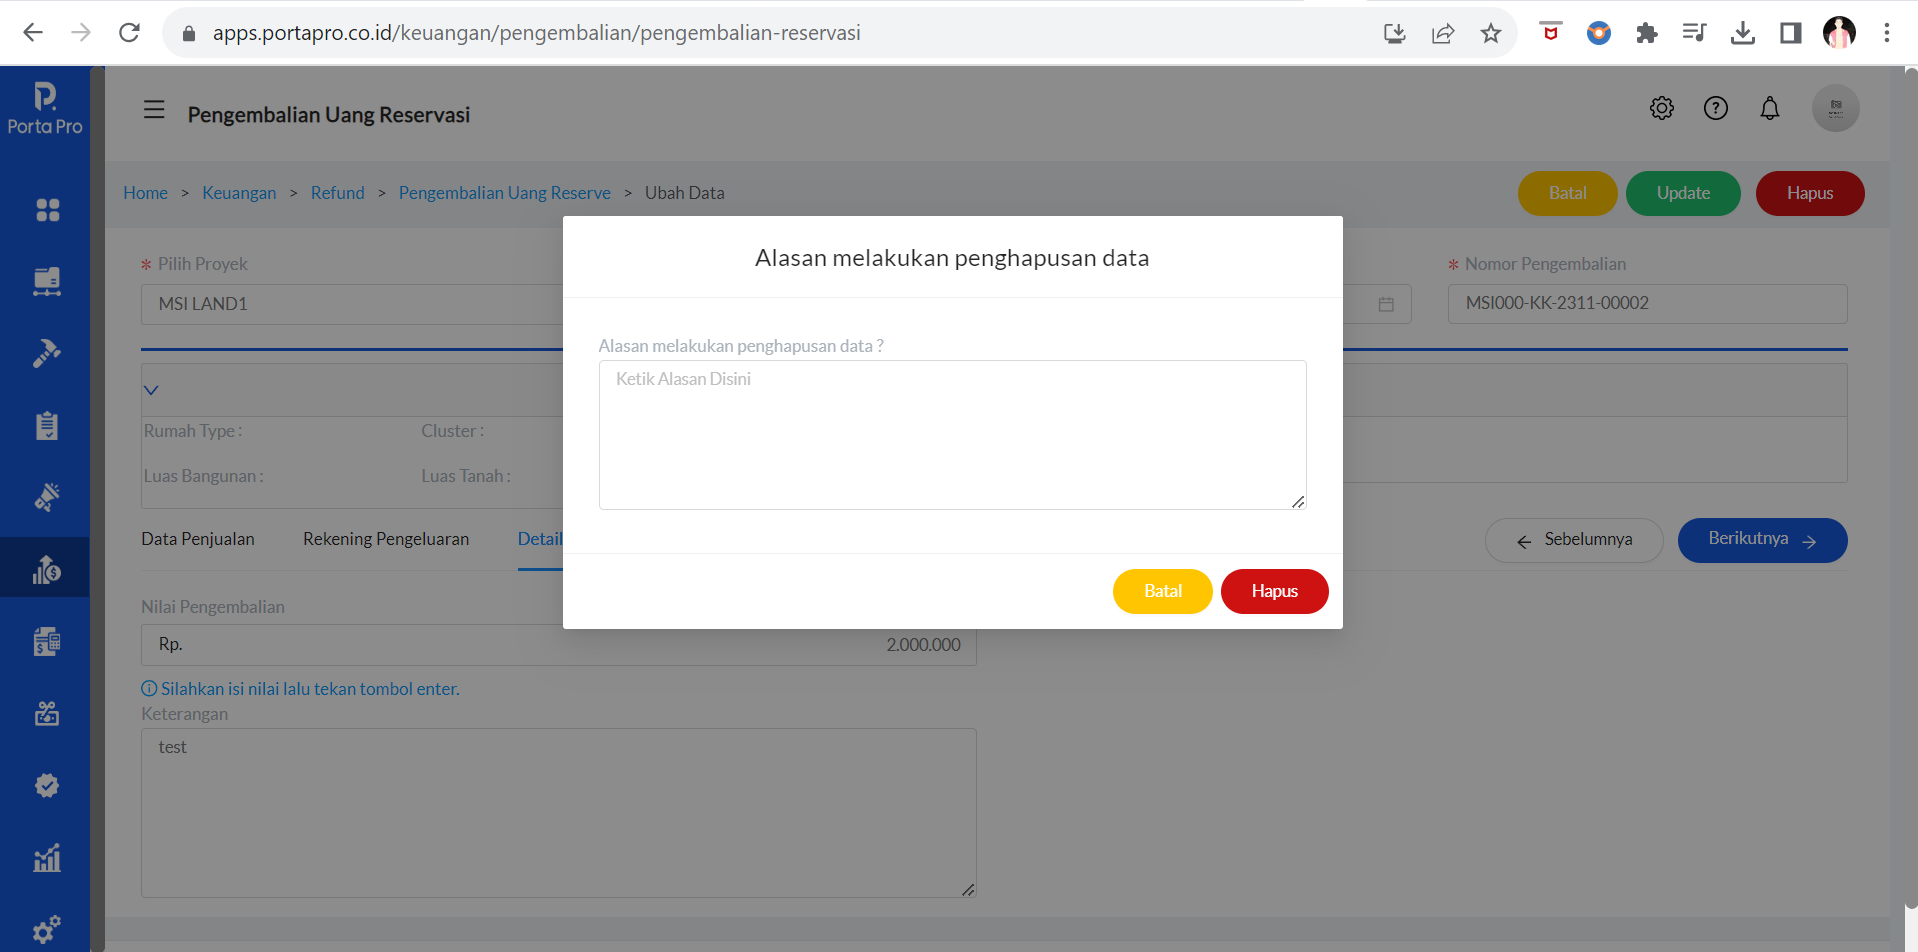 apps.portapro.co.id/keuangan/pengembalian/pengembalian-reservasi
Porta Pro
Pengembalian Uang Reservasi
Home > Keuangan > Refund > Pengembalian Uang Reserve > Ubah Data
Batal Update Hapus
* Pilih Proyek
MSI LAND1
* Nomor Pengembalian
MSI000-KK-2311-00002
Rumah Type :
Cluster :
Luas Bangunan :
Luas Tanah :
Data Penjualan Rekening Pengeluaran Detail
Sebelumnya Berikutnya
Nilai Pengembalian
Rp. 2.000.000
Silahkan isi nilai lalu tekan tombol enter.
Keterangan
test
Alasan melakukan penghapusan data
Alasan melakukan penghapusan data ?
Ketik Alasan Disini
Batal Hapus